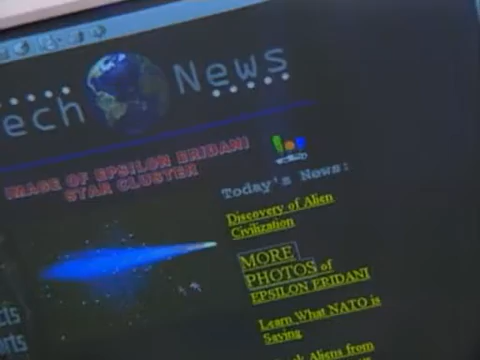 ech News
IMAGE OF EPSILON ERIDANI
STAR CLUSTER
Today's News:
Discovery of Alien
Civilization
MORE
PHOTOS of
EPSILON ERIDANI
Learn What NATO is
Saying
Aliens from